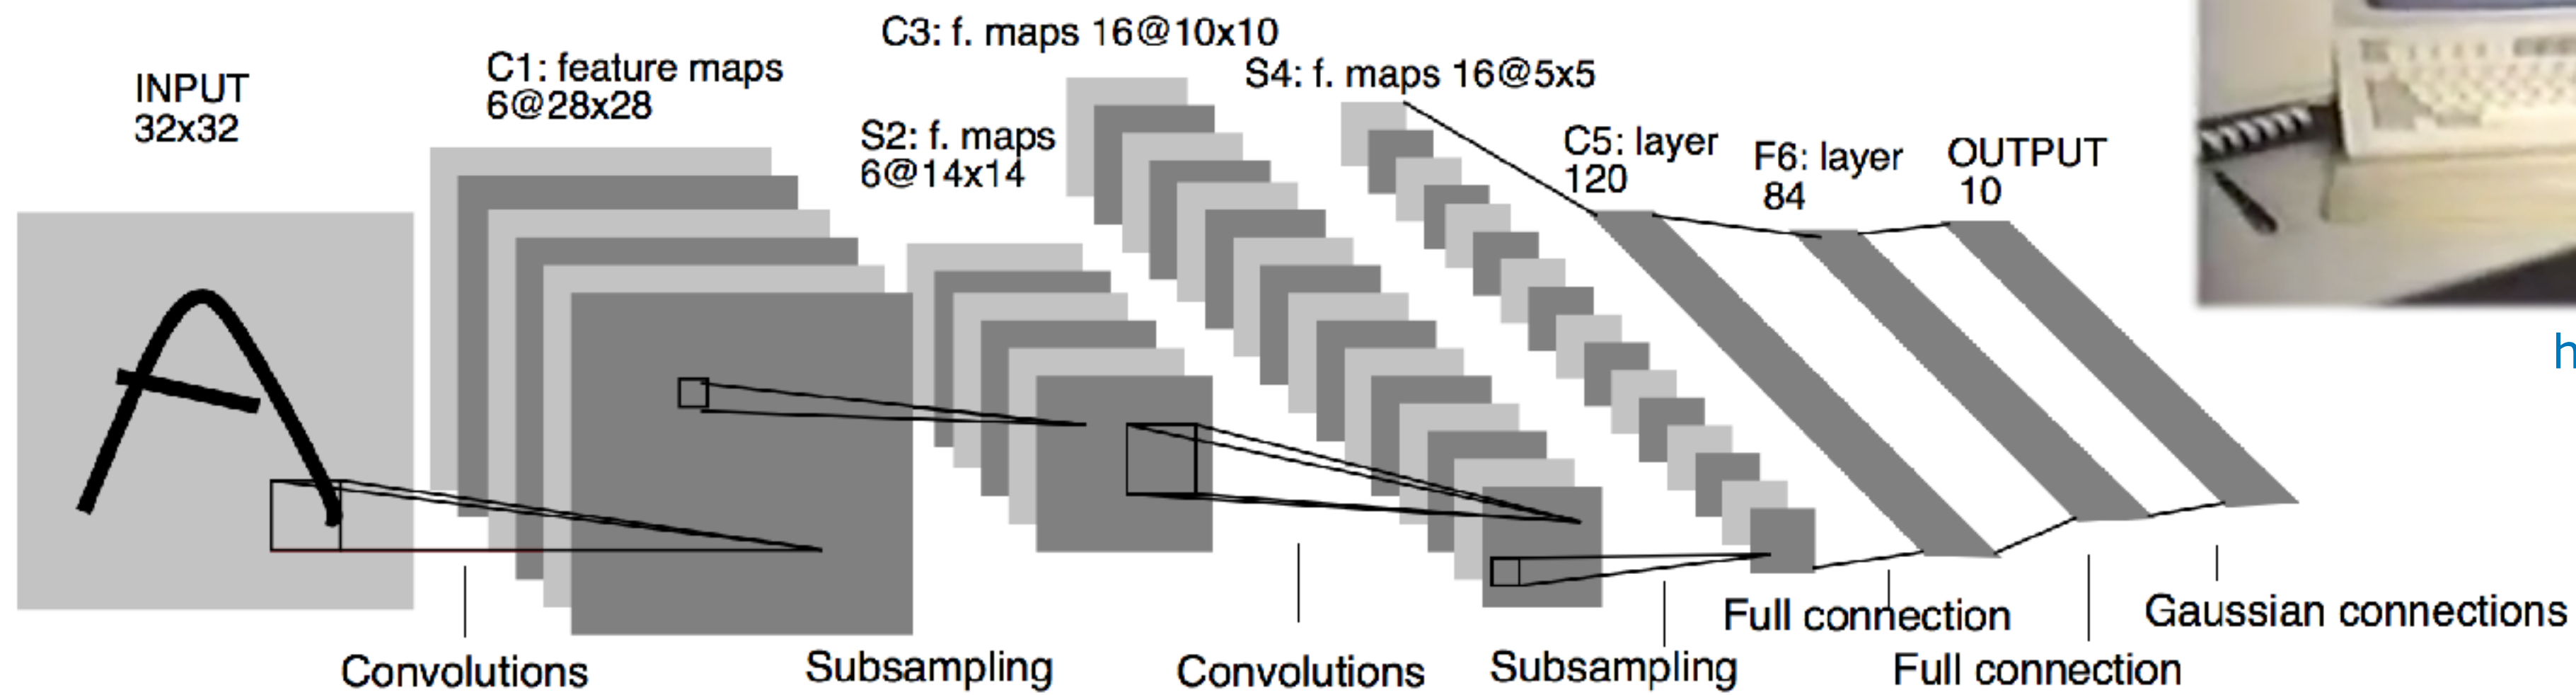 INPUT
32x32
C1: feature maps
6@28x28
S2: f. maps
6@14x14
C3: f. maps 16@10x10
S4: f. maps 16@5x5
C5: layer
120
F6: layer
84
OUTPUT
10
Convolutions
Subsampling
Convolutions
Subsampling
Full connection
Full connection
Gaussian connections
h